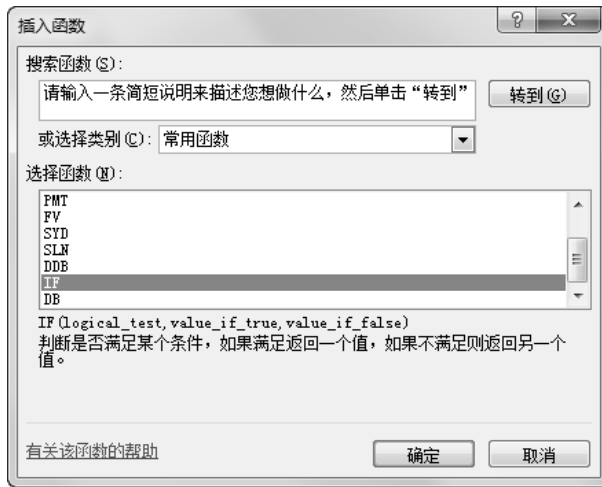 插入函数
搜索函数(S):
请输入一条简短说明来描述您想做什么，然后单击“转到”
转到(G)
或选择类别(C): 常用函数
选择函数(N):
PMT
FV
SYD
SLN
DDB
IF
DB
IF(logical_test,value_if_true,value_if_false)
判断是否满足某个条件，如果满足返回一个值，如果不满足则返回另一个
值。
有关该函数的帮助
确定
取消